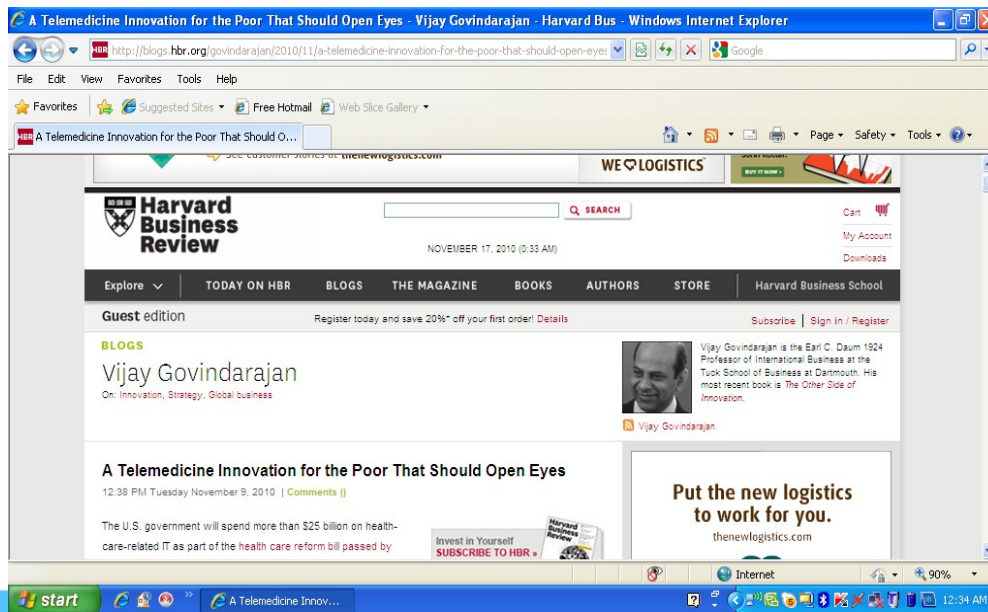 A Telemedicine Innovation for the Poor That Should Open Eyes - Vijay Govindarajan - Harvard Bus - Windows Internet Explorer
HBR http://blogs.hbr.org/govindarajan/2010/11/a-telemedicine-innovation-for-the-poor-that-should-open-eyes
Google
File Edit View Favorites Tools Help
Favorites Suggested Sites Free Hotmail Web Slice Gallery
HBR A Telemedicine Innovation for the Poor That Should O...
Page Safety Tools
See customer stories at thenewlogistics.com
WE LOGISTICS
BUY IT NOW
Harvard
Business
Review
SEARCH
NOVEMBER 17, 2010 (0:33 AM)
Cart
My Account
Downloads
Explore TODAY ON HBR BLOGS THE MAGAZINE BOOKS AUTHORS STORE Harvard Business School
Guest edition Register today and save 20%* off your first order! Details Subscribe | Sign in / Register
BLOGS
Vijay Govindarajan
On: Innovation, Strategy, Global business
Vijay Govindarajan is the Earl C. Daum 1924
Professor of International Business at the
Tuck School of Business at Dartmouth. His
most recent book is The Other Side of
Innovation.
Vijay Govindarajan
A Telemedicine Innovation for the Poor That Should Open Eyes
12:38 PM Tuesday November 9, 2010 | Comments ()
The U.S. government will spend more than $25 billion on health-
care-related IT as part of the health care reform bill passed by
Invest in Yourself
SUBSCRIBE TO HBR »
Harvard
Business
Review
Put the new logistics
to work for you.
thenewlogistics.com
Internet 90%
start A Telemedicine Innov... 12:34 AM